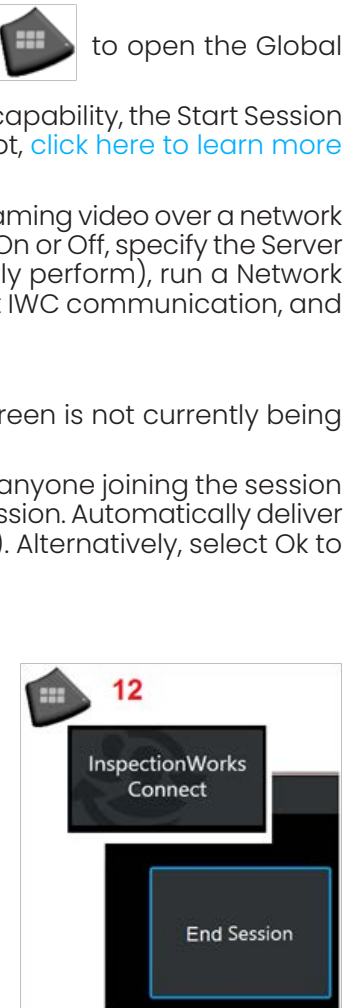 to open the Global
capability, the Start Session
ot, click here to learn more
aming video over a network
On or Off, specify the Server
ly perform), run a Network
IWC communication, and
reen is not currently being
anyone joining the session
ssion. Automatically deliver
). Alternatively, select Ok to
12
InspectionWorks
Connect
End Session